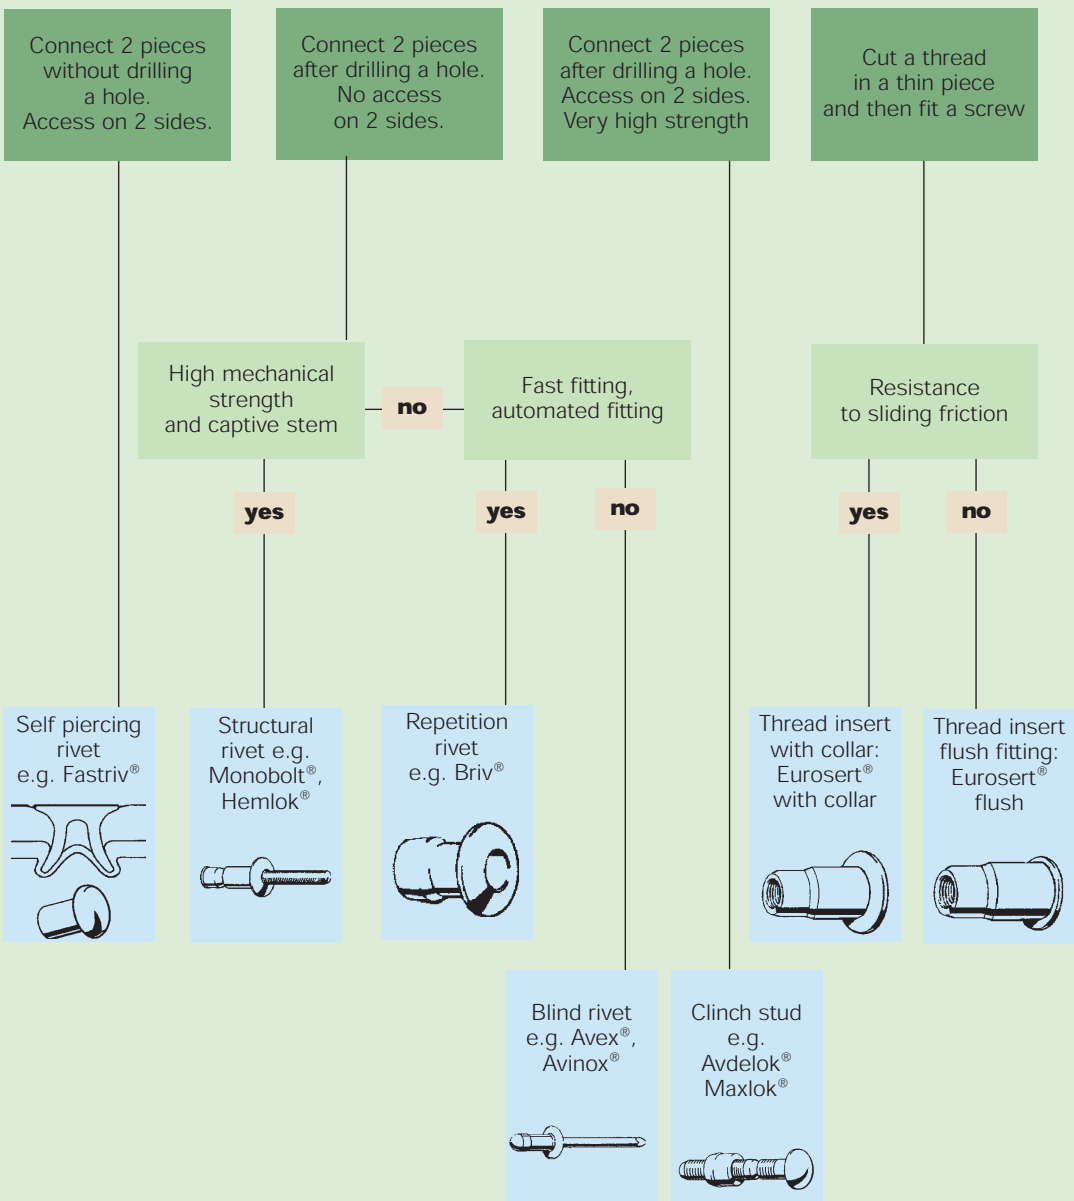 Connect 2 pieces
without drilling
a hole.
Access on 2 sides.
Connect 2 pieces
after drilling a hole.
No access
on 2 sides.
Connect 2 pieces
after drilling a hole.
Access on 2 sides.
Very high strength
Cut a thread
in a thin piece
and then fit a screw
High mechanical
strength
and captive stem
no
Fast fitting,
automated fitting
Resistance
to sliding friction
yes
yes
no
yes
no
Self piercing
rivet
e.g. Fastriv®
Structural
rivet e.g.
Monobolt®,
Hemlok®
Repetition
rivet
e.g. Briv®
Thread insert
with collar:
Eurosert®
with collar
Thread insert
flush fitting:
Eurosert®
flush
Blind rivet
e.g. Avex®,
Avinox®
Clinch stud
e.g.
Avdelok®
Maxlok®